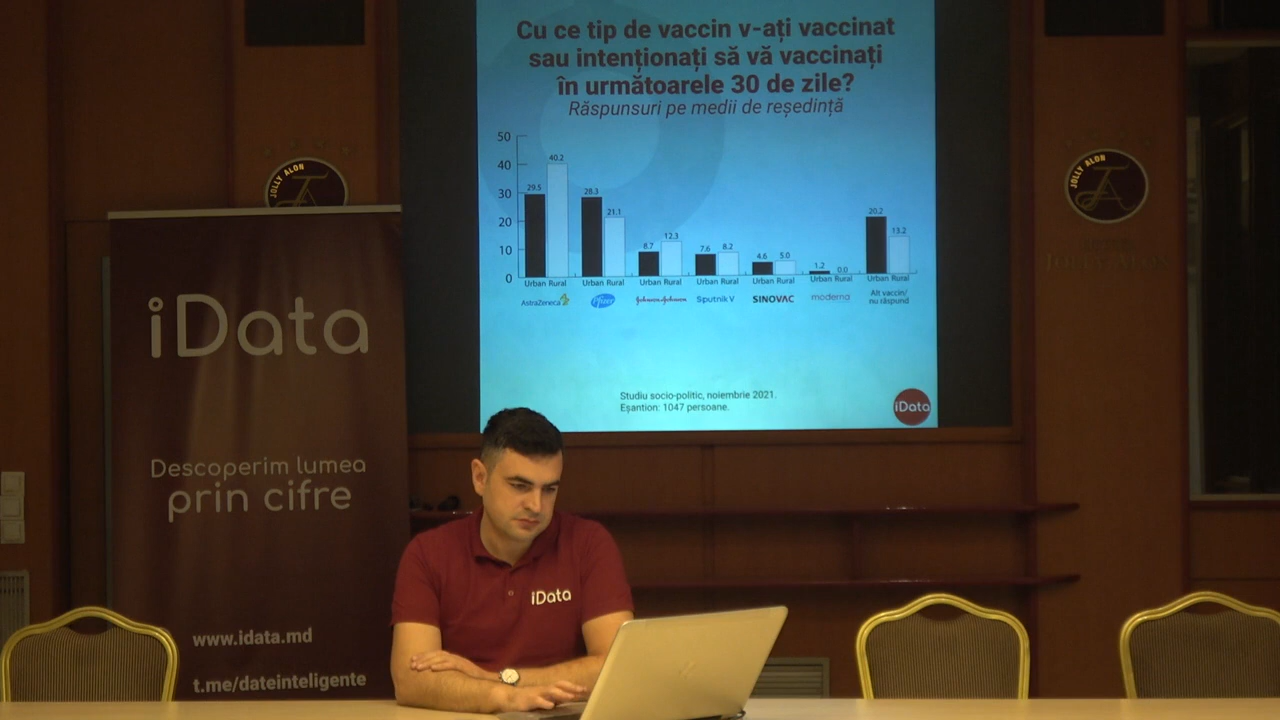 Cu ce tip de vaccin v-ați vaccinat
sau intenționați să vă vaccinați
în următoarele 30 de zile?
Răspunsuri pe medii de reședință
50
40
30
20
10
0
29.5 40.2 28.3 21.1 8.7 12.3 7.6 8.2 4.6 5.0 1.2 0.0 20.2 13.2
Urban Rural Urban Rural Urban Rural Urban Rural Urban Rural Urban Rural Urban Rural
AstraZeneca Pfizer Johnson&Johnson Sputnik V SINOVAC moderna Alt vaccin/
nu răspund
Studiu socio-politic, noiembrie 2021.
Eșantion: 1047 persoane.
iData
JOLLY ALON
JOLLY ALON
iData
Descoperim lumea
prin cifre
www.idata.md
t.me/dateinteligente
iData